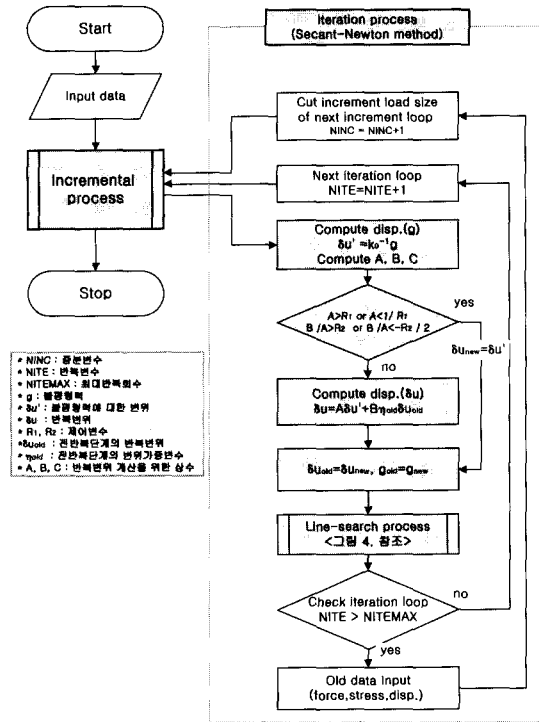 Start
Input data
Incremental
process
Stop
Iteration process
(Secant-Newton method)
Cut increment load size
of next increment loop
NINC = NINC+1
Next iteration loop
NITE=NITE+1
Compute disp.(g)
δu' =k₀⁻¹g
Compute A, B, C
A>R₁ or A<1/ R₁
B /A>R₂ or B /A<-R₂ / 2
yes
δuₙₑw=δu'
no
Compute disp.(δu)
δu=Aδu'+Bηₒₗdδuₒₗd
δuₒₗd=δuₙₑw, gₒₗd=gₙₑw
Line-search process
<그림 4. 참조>
Check iteration loop
NITE > NITEMAX
no
yes
Old data Input
(force,stress,disp.)
* NINC : 증분변수
* NITE : 반복변수
* NITEMAX : 최대반복회수
* g : 불평형력
* δu' : 불평형력에 대한 변위
* δu : 반복변위
* R₁, R₂ : 제어변수
*δuₒₗd : 전반복단계의 반복변위
* ηₒₗd : 전반복단계의 변위가중변수
* A, B, C : 반복변위 계산을 위한 상수